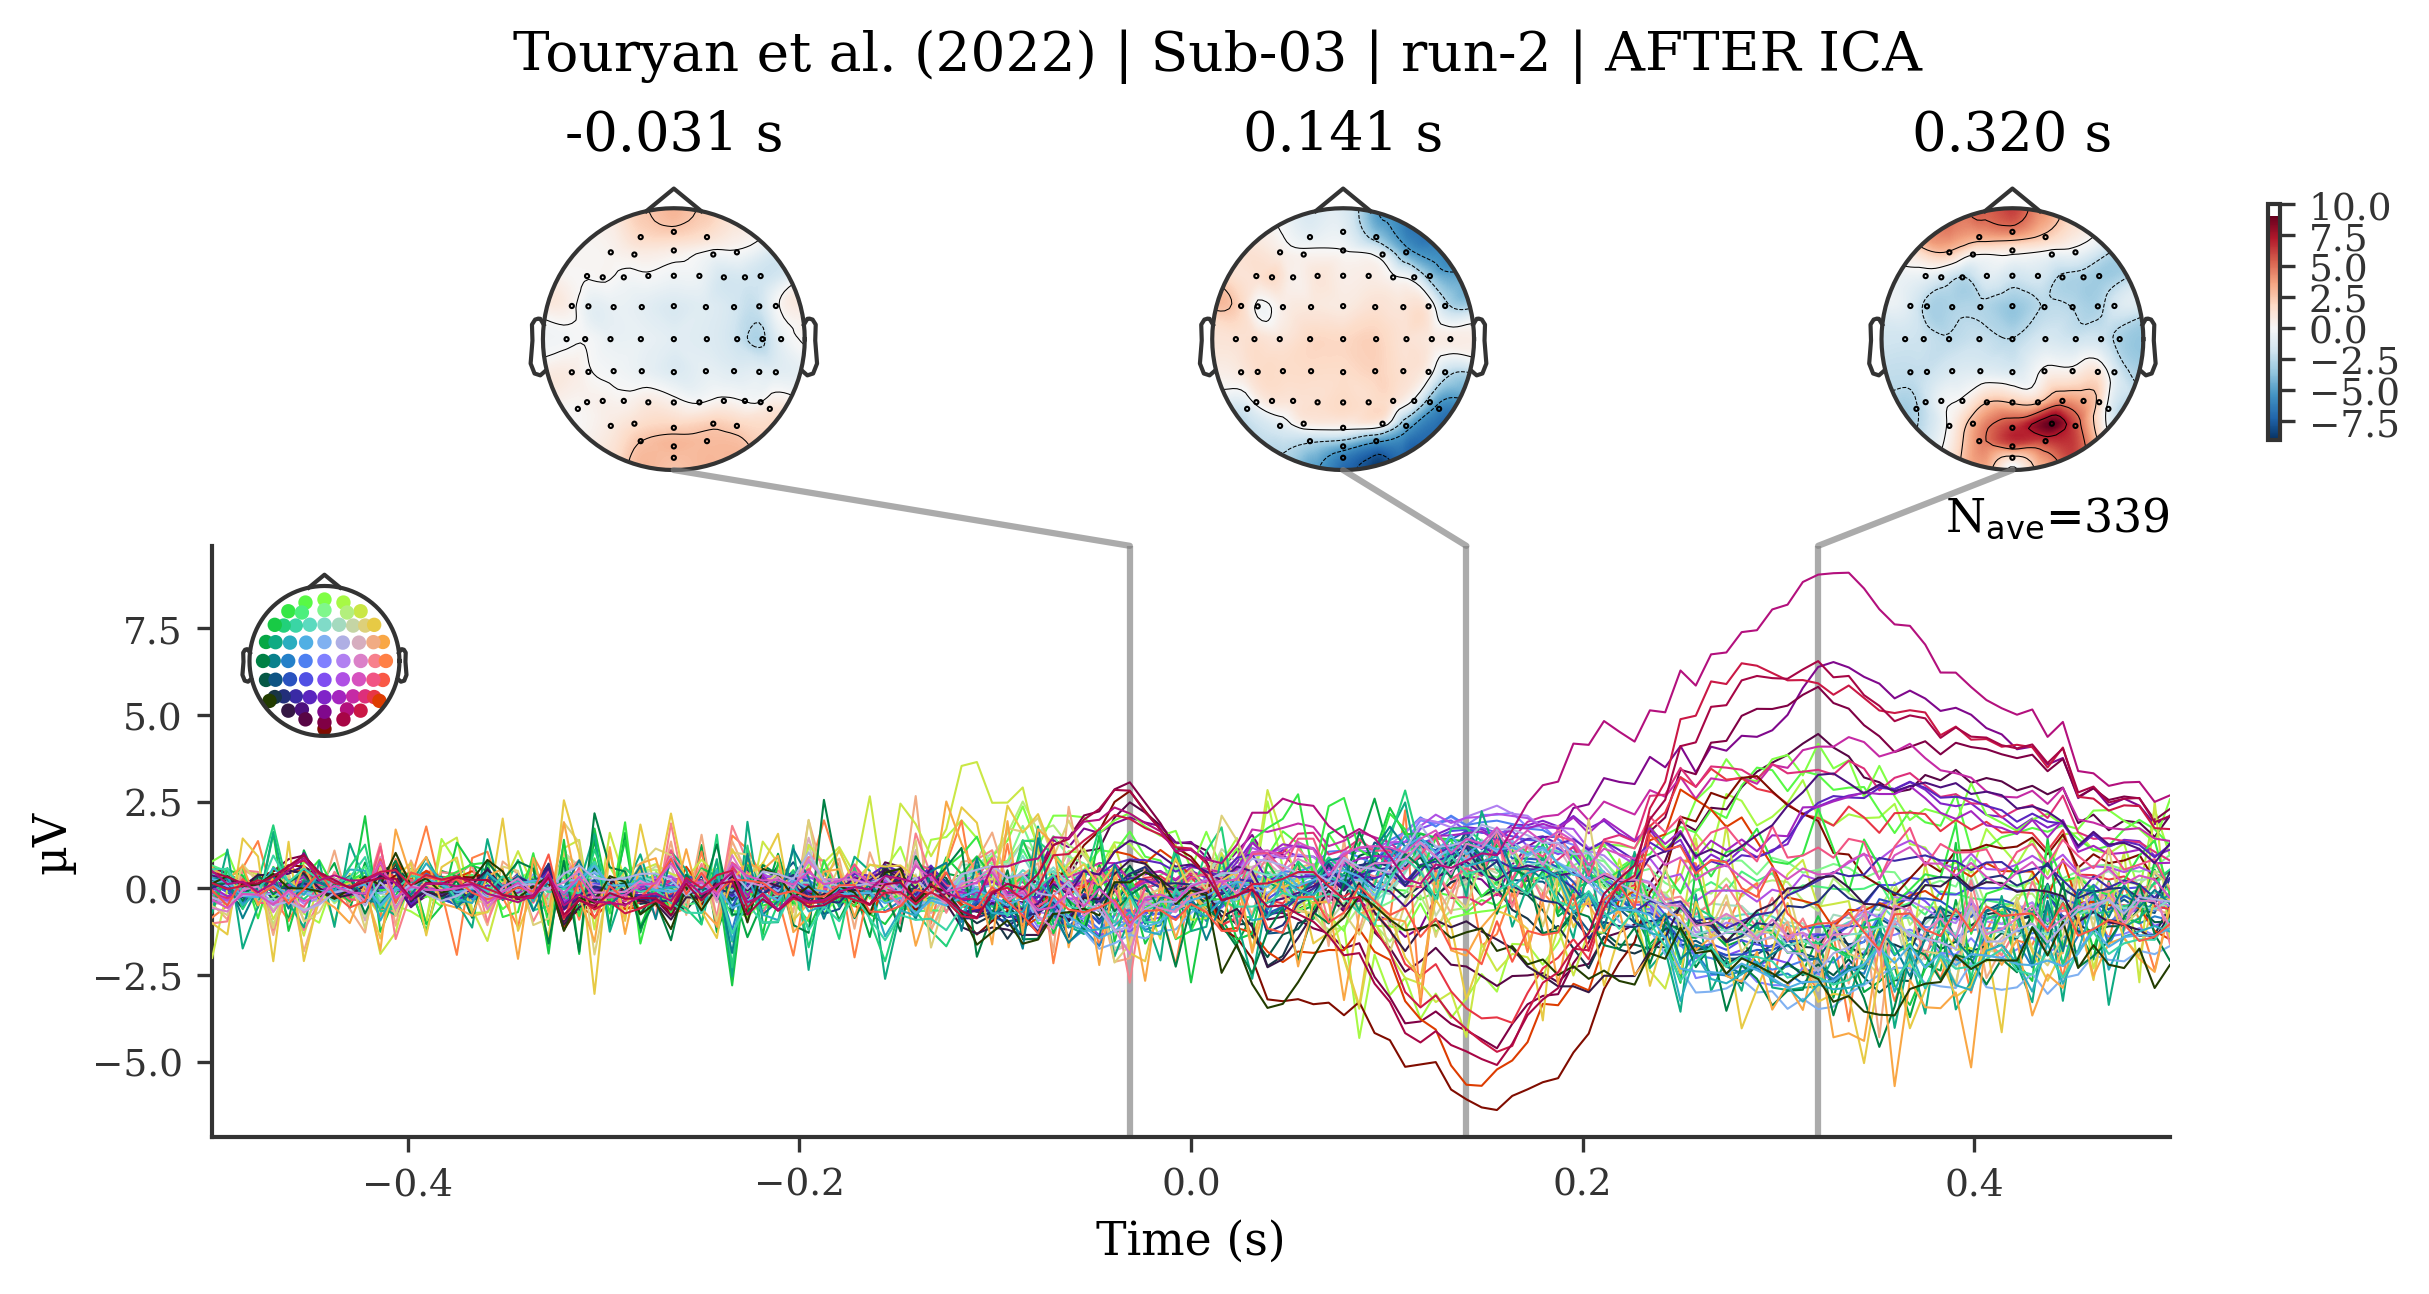 Touryan et al. (2022) | Sub-03 | run-2 | AFTER ICA
-0.031 s
0.141 s
0.320 s
10.0
7.5
5.0
2.5
0.0
−2.5
−5.0
−7.5
Nave=339
7.5
5.0
2.5
0.0
−2.5
−5.0
µV
−0.4
−0.2
0.0
0.2
0.4
Time (s)